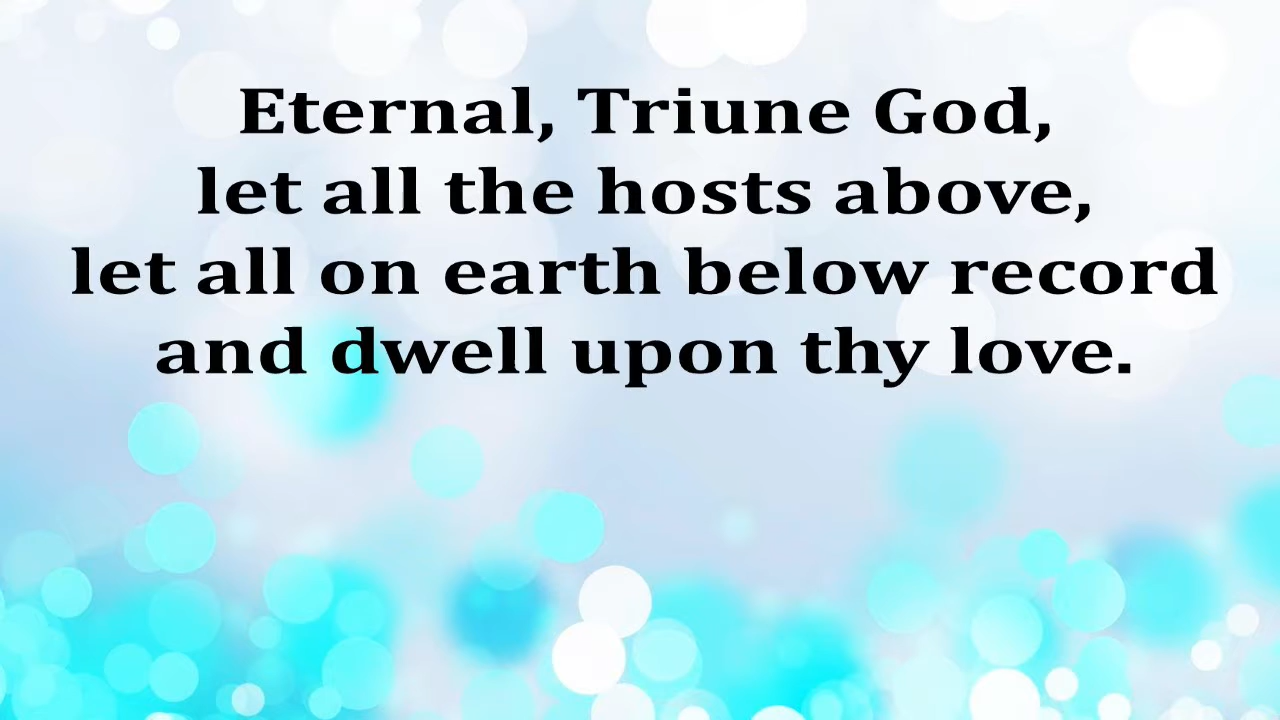 Eternal, Triune God,
let all the hosts above,
let all on earth below record
and dwell upon thy love.